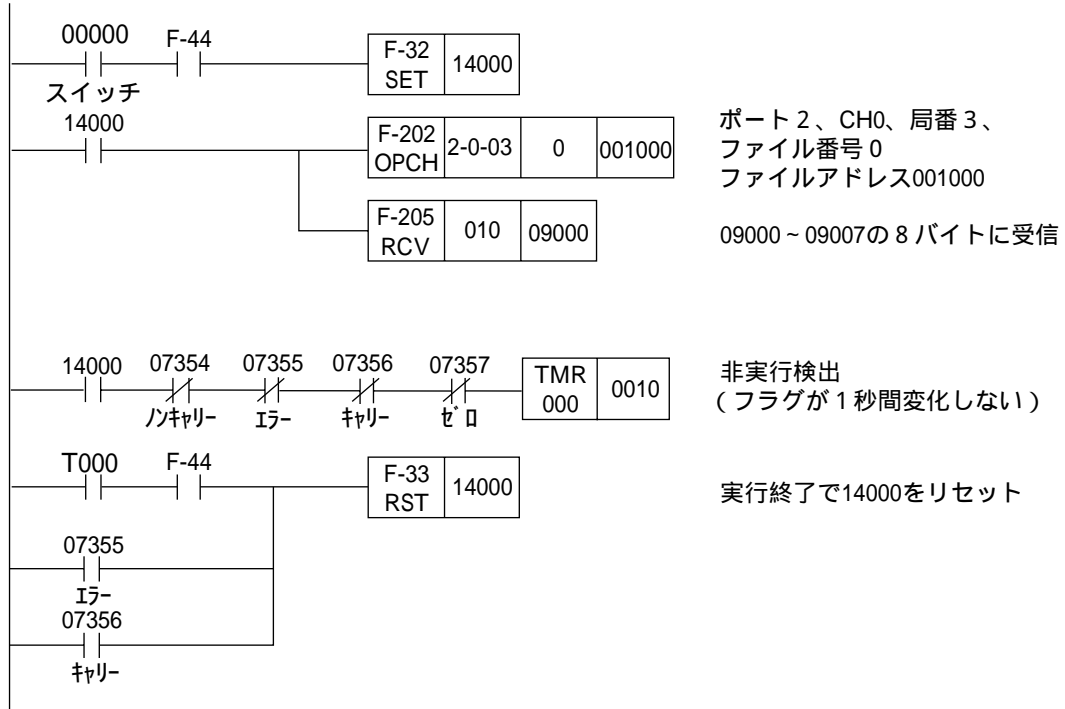 00000 F-44
F-32
SET
14000
スイッチ
14000
F-202
OPCH
2-0-03
0
001000
ポート2、CH0、局番3、
ファイル番号0
ファイルアドレス001000
F-205
RCV
010
09000
09000~09007の8バイトに受信
14000 07354 07355 07356 07357
TMR
000
0010
ﾉﾝｷｬﾘｰ ｴﾗｰ ｷｬﾘｰ ｾﾞﾛ
非実行検出
(フラグが1秒間変化しない)
T000 F-44
F-33
RST
14000
実行終了で14000をリセット
07355
ｴﾗｰ
07356
ｷｬﾘｰ